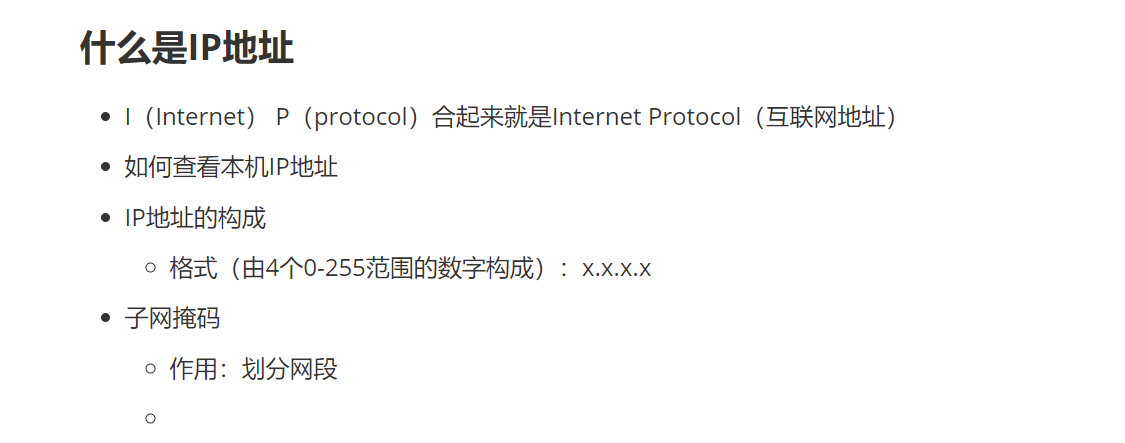 什么是IP地址
I（Internet） P（protocol）合起来就是Internet Protocol（互联网地址）
如何查看本机IP地址
IP地址的构成
格式（由4个0-255范围的数字构成）：x.x.x.x
子网掩码
作用：划分网段